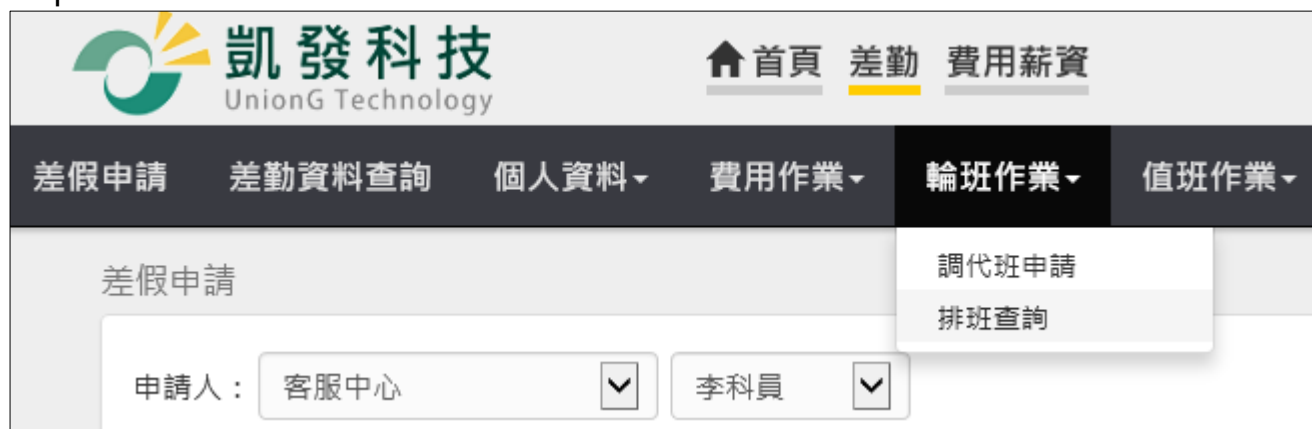 凱發科技
UnionG Technology
首頁 差勤 費用薪資
差假申請 差勤資料查詢 個人資料 費用作業 輪班作業 值班作業
調代班申請
差假申請
排班查詢
申請人： 客服中心 李科員